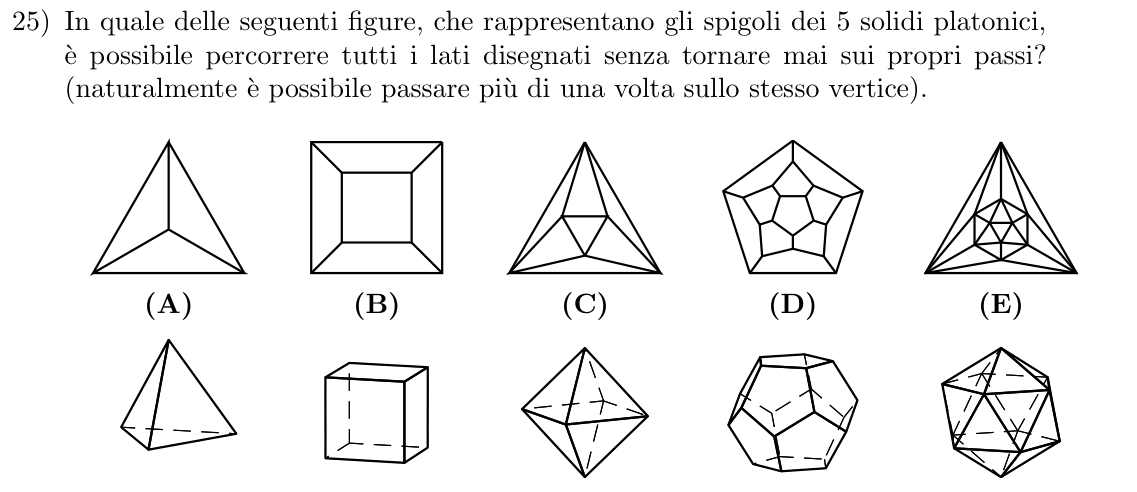 25) In quale delle seguenti figure, che rappresentano gli spigoli dei 5 solidi platonici,
è possibile percorrere tutti i lati disegnati senza tornare mai sui propri passi?
(naturalmente è possibile passare più di una volta sullo stesso vertice).
(A) (B) (C) (D) (E)